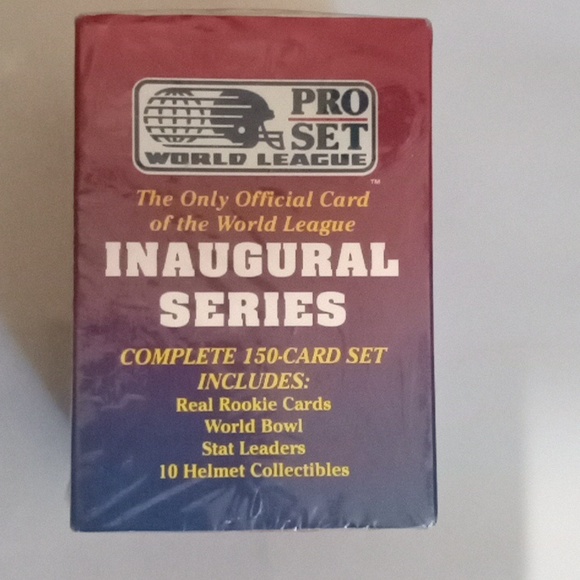 PRO
SET
WORLD LEAGUE
™
The Only Official Card
of the World League
INAUGURAL
SERIES
COMPLETE 150-CARD SET
INCLUDES:
Real Rookie Cards
World Bowl
Stat Leaders
10 Helmet Collectibles